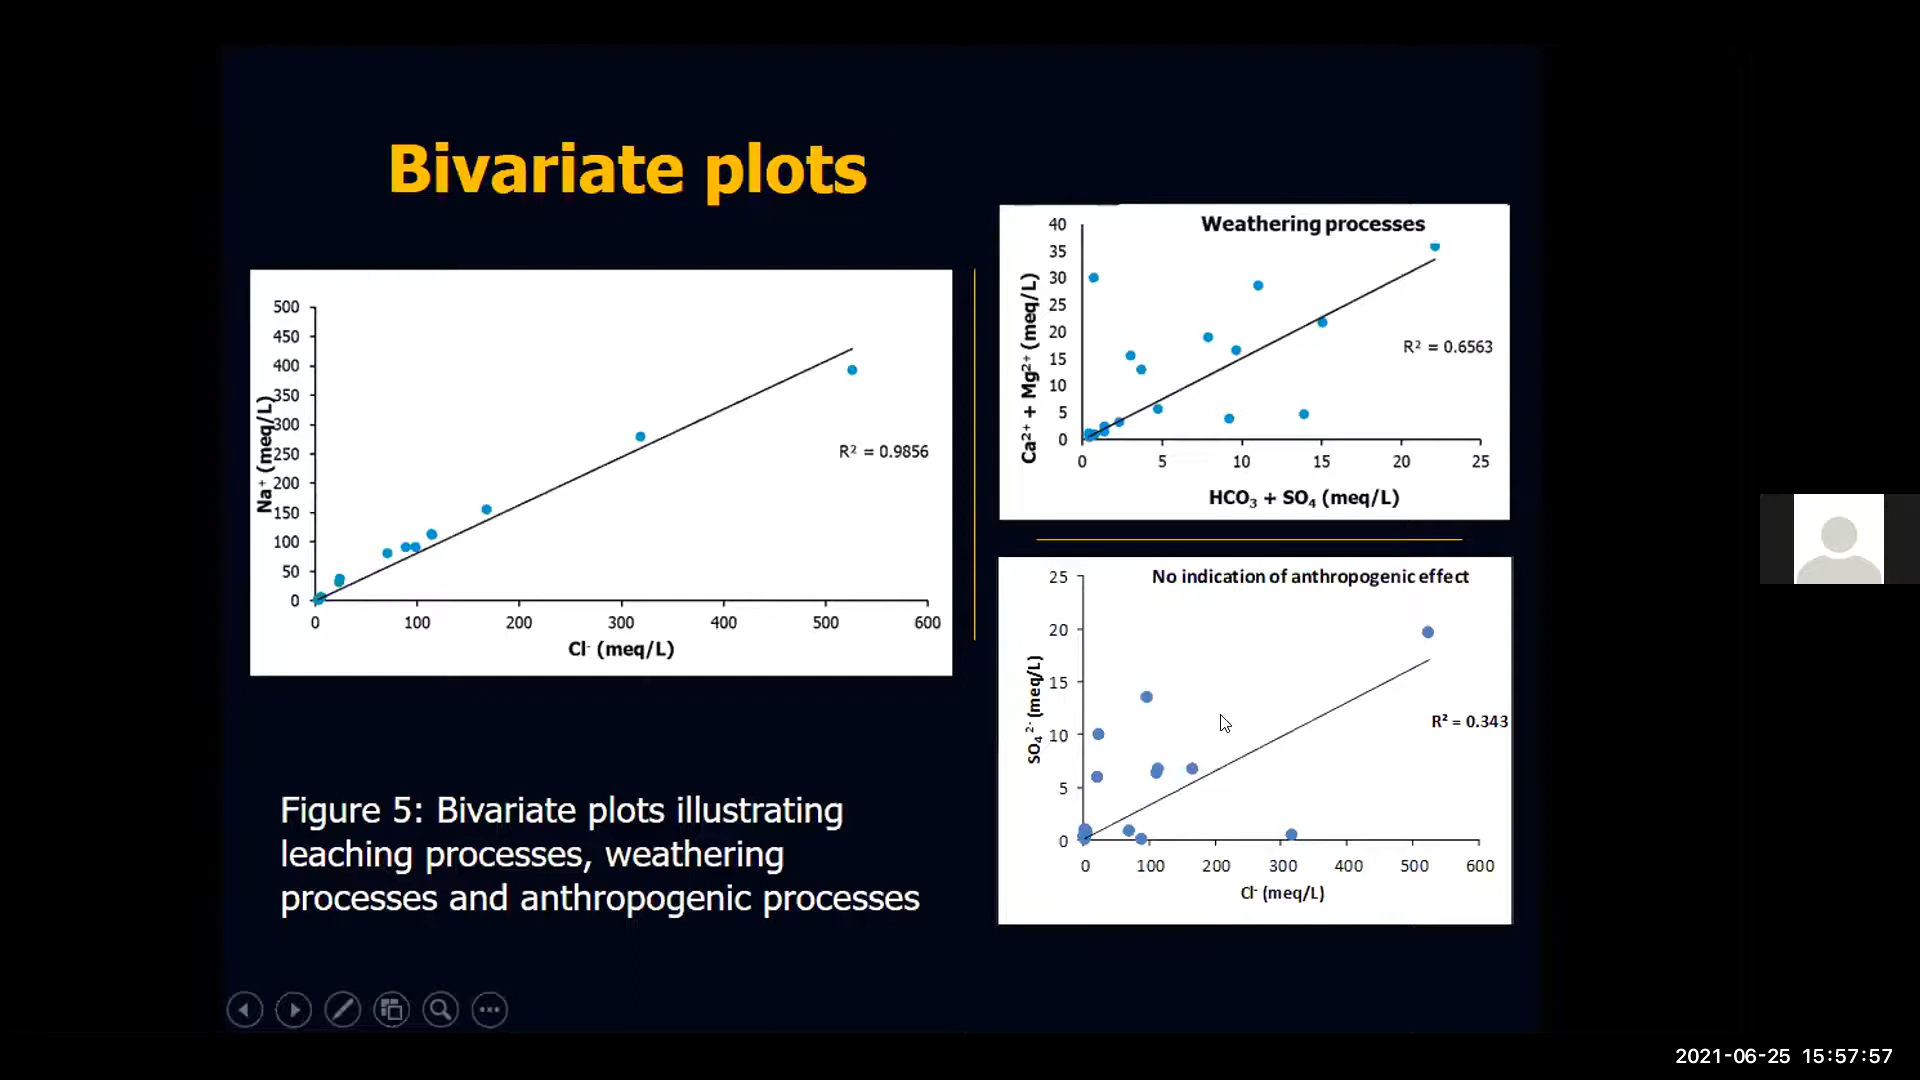 Bivariate plots
500
450
400
350
300
250
200
150
100
50
0
Na⁺ (meq/L)
R² = 0.9856
0 100 200 300 400 500 600
Cl⁻ (meq/L)
Weathering processes
40
35
30
25
20
15
10
5
0
Ca²⁺ + Mg²⁺ (meq/L)
R² = 0.6563
0 5 10 15 20 25
HCO₃ + SO₄ (meq/L)
No indication of anthropogenic effect
25
20
15
10
5
0
SO₄²⁻ (meq/L)
R² = 0.343
0 100 200 300 400 500 600
Cl⁻ (meq/L)
Figure 5: Bivariate plots illustrating
leaching processes, weathering
processes and anthropogenic processes
2021-06-25 15:57:57